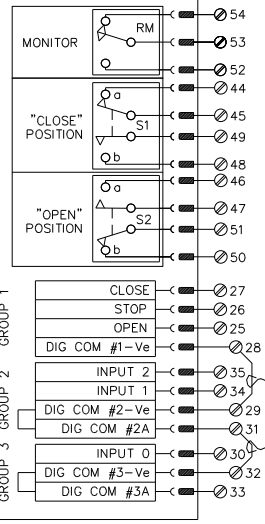 MONITOR
RM
54
53
52
"CLOSE"
POSITION
a
S1
b
44
45
49
48
"OPEN"
POSITION
a
S2
b
46
47
51
50
GROUP 1
CLOSE 27
STOP 26
OPEN 25
DIG COM #1-Ve 28
GROUP 2
INPUT 2 35
INPUT 1 34
DIG COM #2-Ve 29
DIG COM #2A 31
GROUP 3
INPUT 0 30
DIG COM #3-Ve 32
DIG COM #3A 33